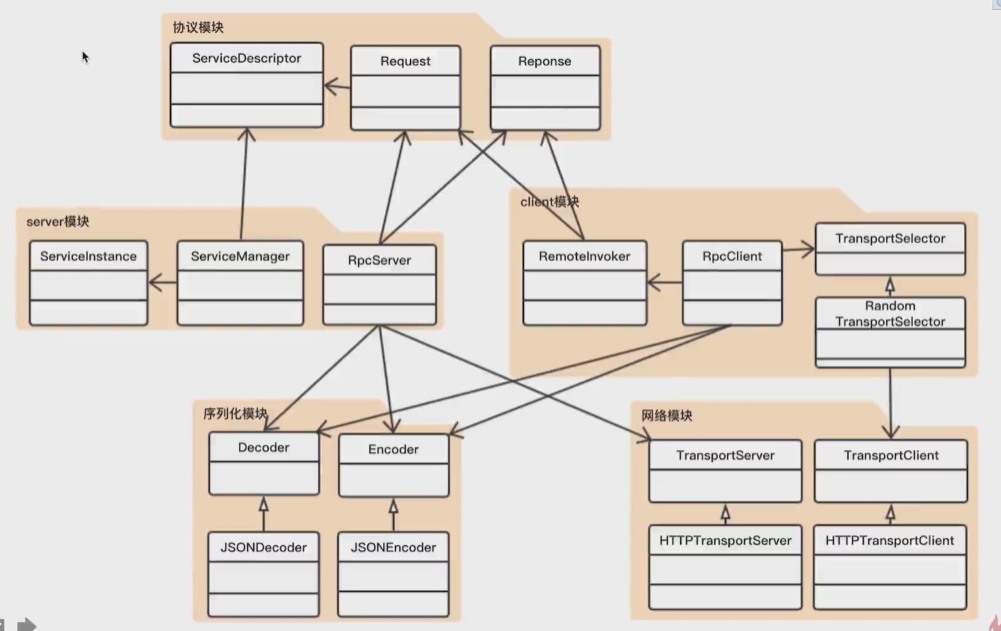 协议模块
ServiceDescriptor
Request
Reponse
server模块
ServiceInstance
ServiceManager
RpcServer
client模块
RemoteInvoker
RpcClient
TransportSelector
Random
TransportSelector
序列化模块
Decoder
Encoder
JSONDecoder
JSONEncoder
网络模块
TransportServer
TransportClient
HTTPTransportServer
HTTPTransportClient